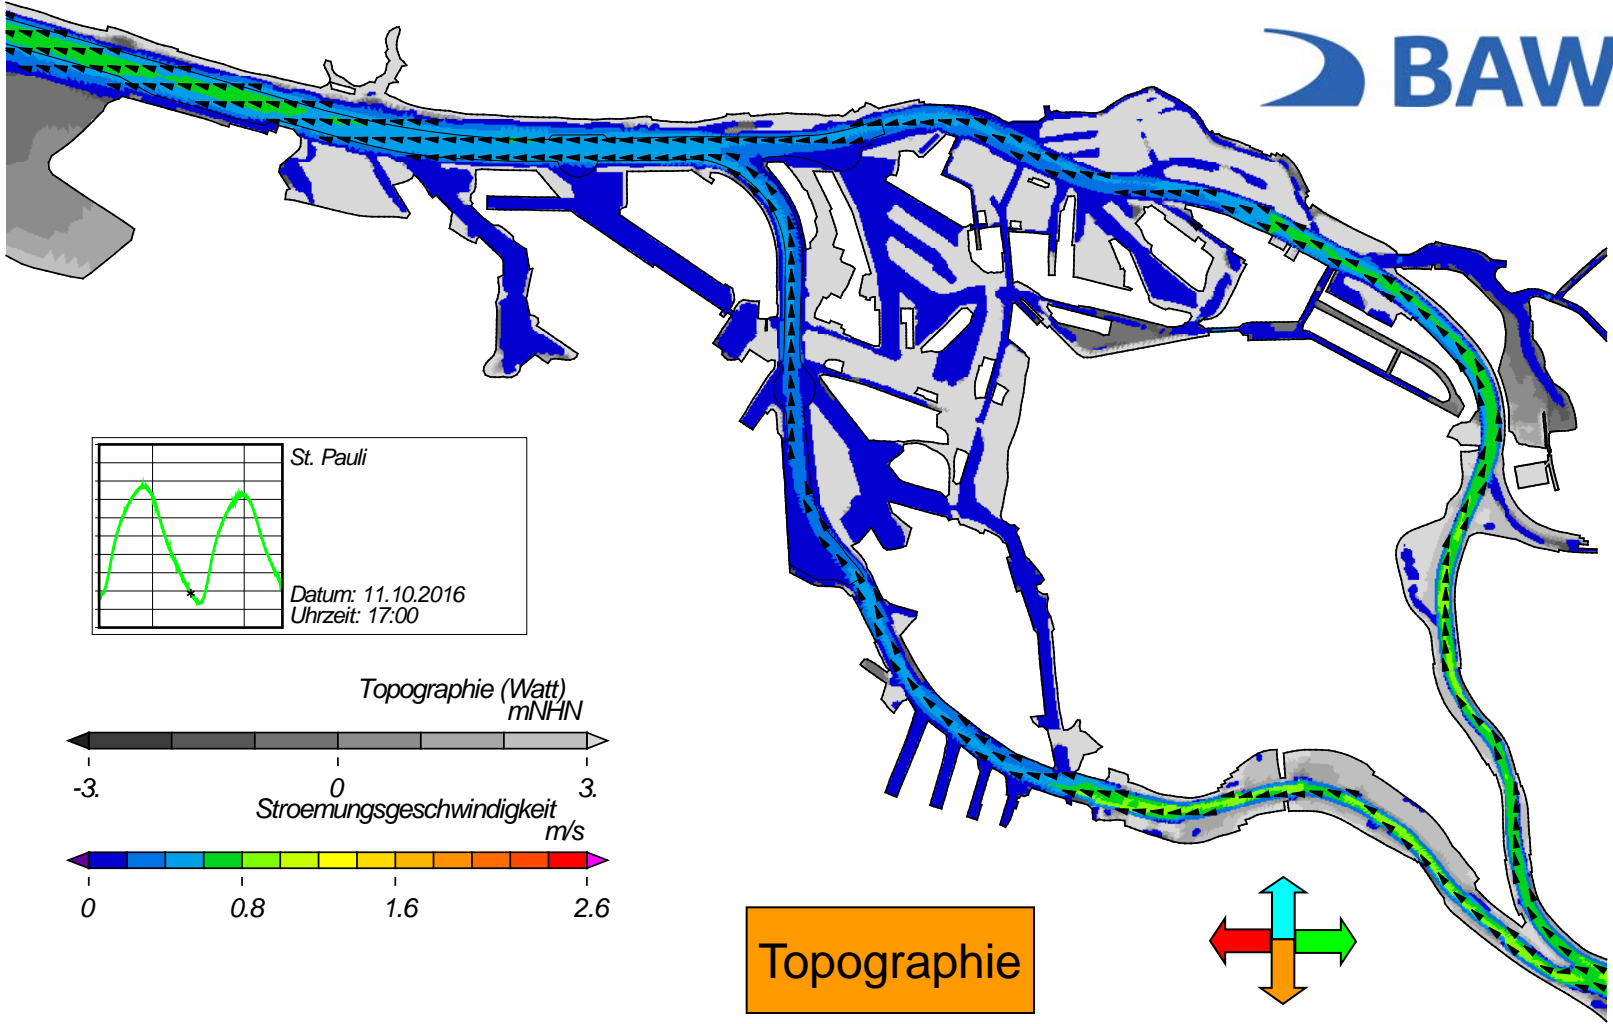 BAW
St. Pauli
Datum: 11.10.2016
Uhrzeit: 17:00
Topographie (Watt)
mNHN
-3. 0 3.
Stroemungsgeschwindigkeit
m/s
0 0.8 1.6 2.6
Topographie